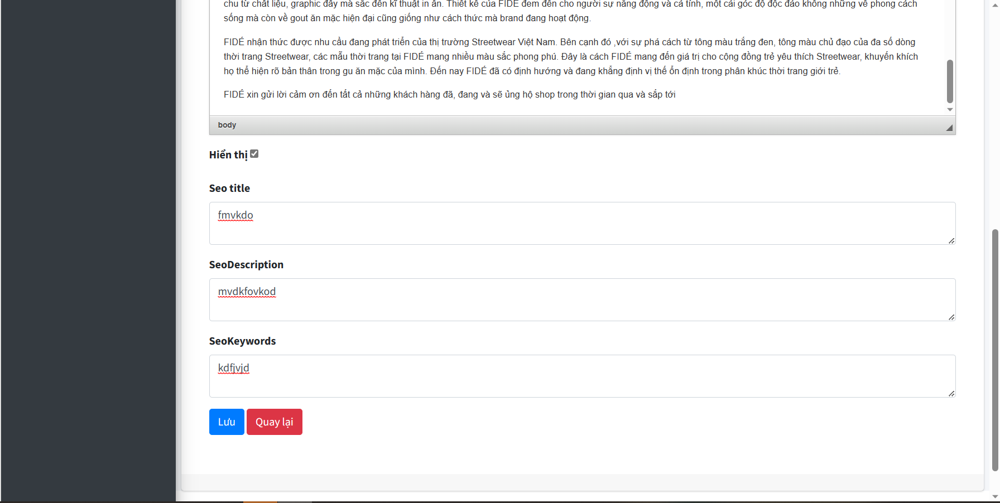 chu từ chất liệu, graphic đầy mà sắc đến kĩ thuật in ấn. Thiết kế của FIDÉ đem đến cho người sự năng động và cá tính, một cái góc độ độc đáo không những về phong cách
sống mà còn về gout ăn mặc hiện đại cũng giống như cách thức mà brand đang hoạt động.
FIDÉ nhận thức được nhu cầu đang phát triển của thị trường Streetwear Việt Nam. Bên cạnh đó ,với sự phá cách từ tông màu trắng đen, tông màu chủ đạo của đa số dòng
thời trang Streetwear, các mẫu thời trang tại FIDÉ mang nhiều màu sắc phong phú. Đây là cách FIDÉ mang đến giá trị cho cộng đồng trẻ yêu thích Streetwear, khuyến khích
họ thể hiện rõ bản thân trong gu ăn mặc của mình. Đến nay FIDÉ đã có định hướng và đang khẳng định vị thế ổn định trong phân khúc thời trang giới trẻ.
FIDÉ xin gửi lời cảm ơn đến tất cả những khách hàng đã, đang và sẽ ủng hộ shop trong thời gian qua và sắp tới
body
Hiển thị
Seo title
fmvkdo
SeoDescription
mvdkfovkod
SeoKeywords
kdfjvjd
Lưu Quay lại